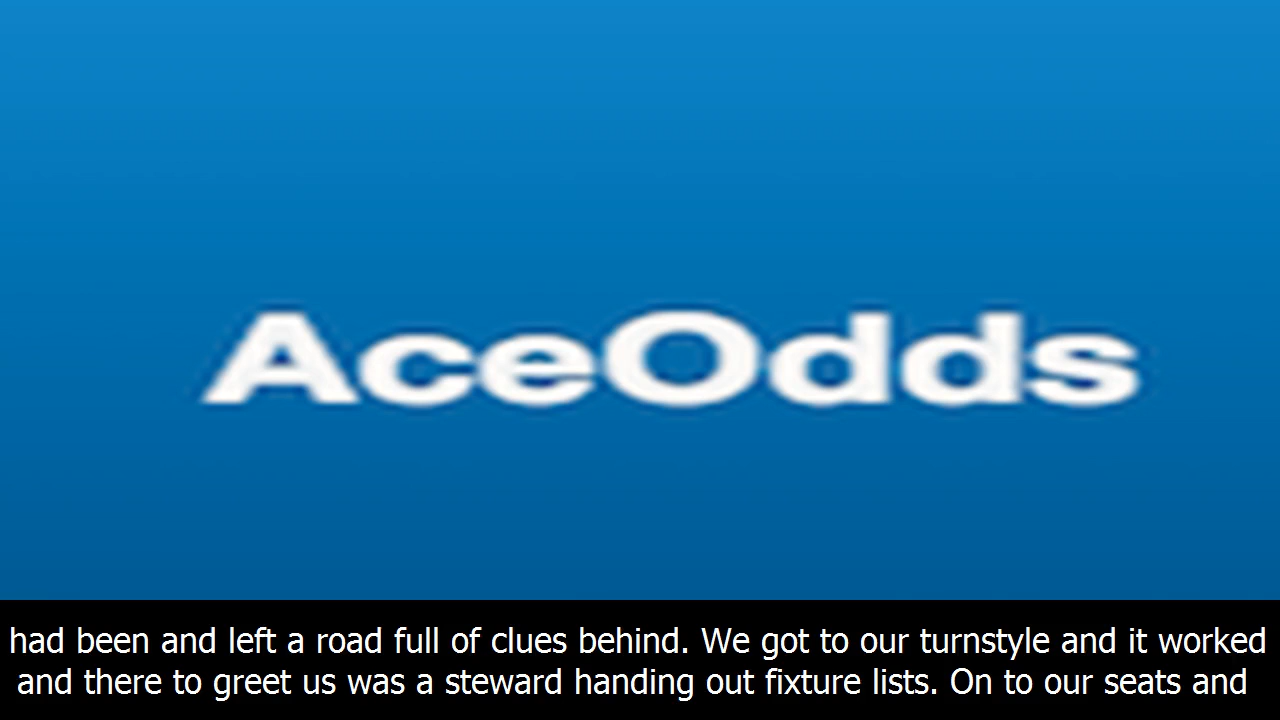 AceOdds
had been and left a road full of clues behind. We got to our turnstyle and it worked
and there to greet us was a steward handing out fixture lists. On to our seats and